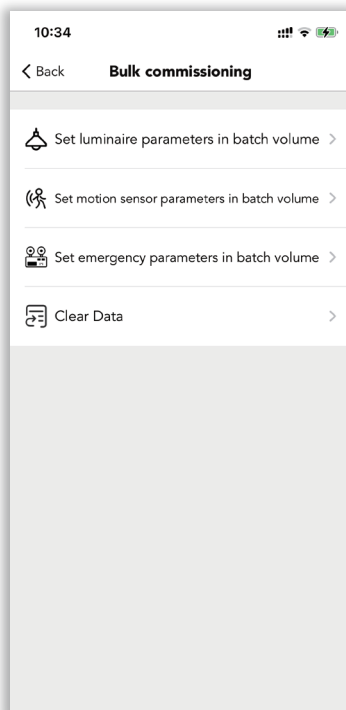 10:34
Back Bulk commissioning
Set luminaire parameters in batch volume
Set motion sensor parameters in batch volume
Set emergency parameters in batch volume
Clear Data